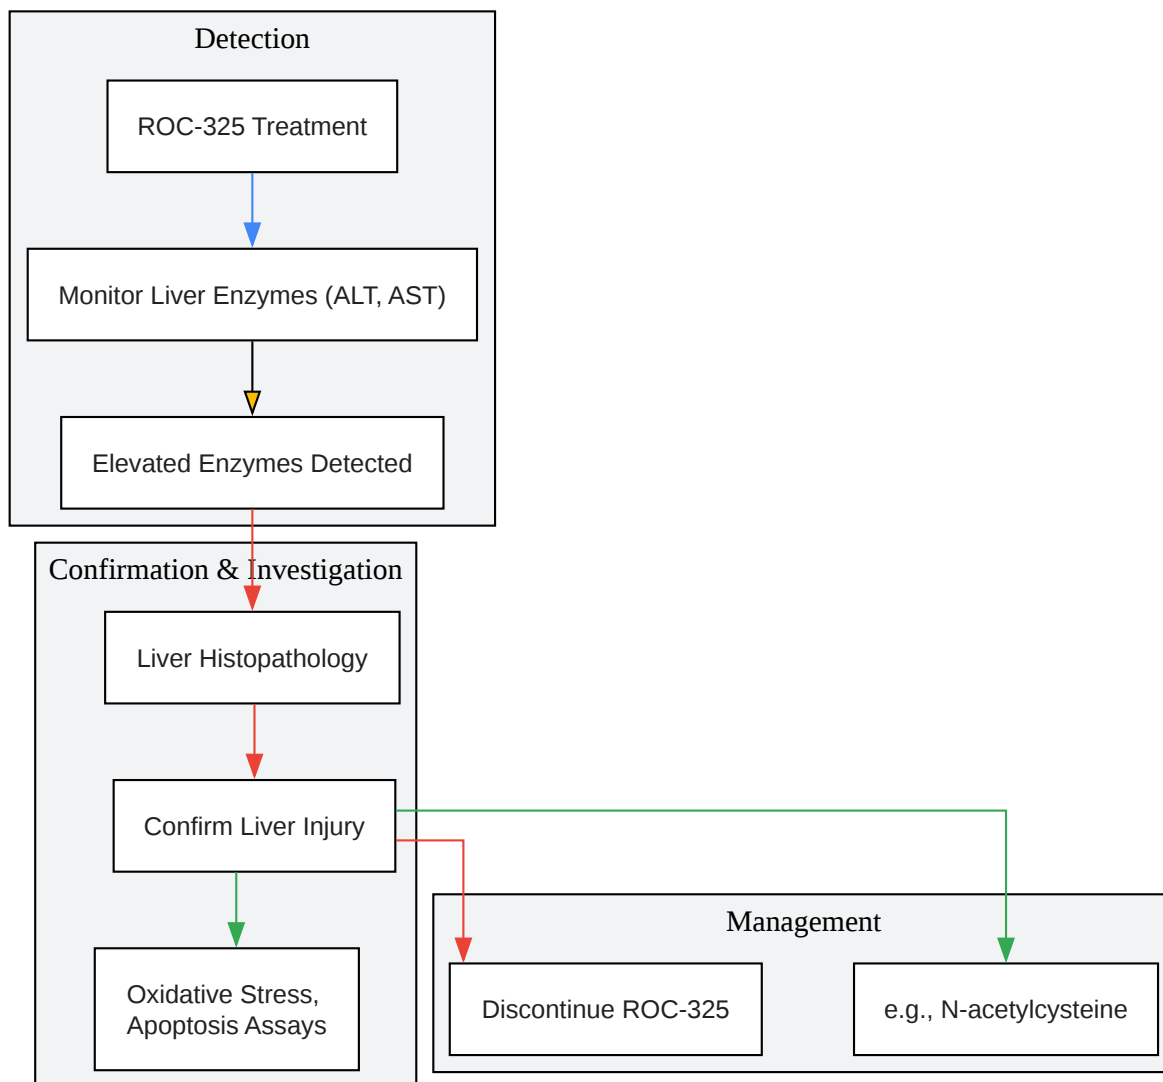 Detection
ROC-325 Treatment
Monitor Liver Enzymes (ALT, AST)
Elevated Enzymes Detected
Confirmation & Investigation
Liver Histopathology
Confirm Liver Injury
Oxidative Stress,
Apoptosis Assays
Management
Discontinue ROC-325
e.g., N-acetylcysteine